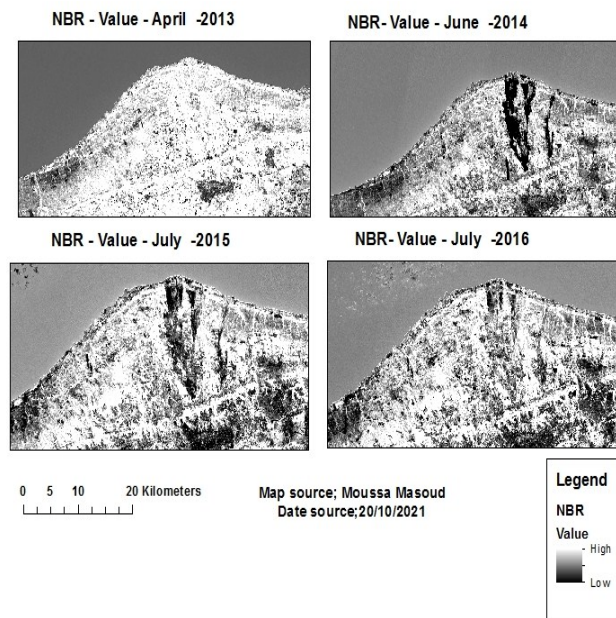 NBR - Value - April -2013
NBR- Value - June -2014
NBR - Value - July -2015
NBR- Value - July -2016
0 5 10 20 Kilometers
Map source; Moussa Masoud
Date source;20/10/2021
Legend
NBR
Value
High
Low